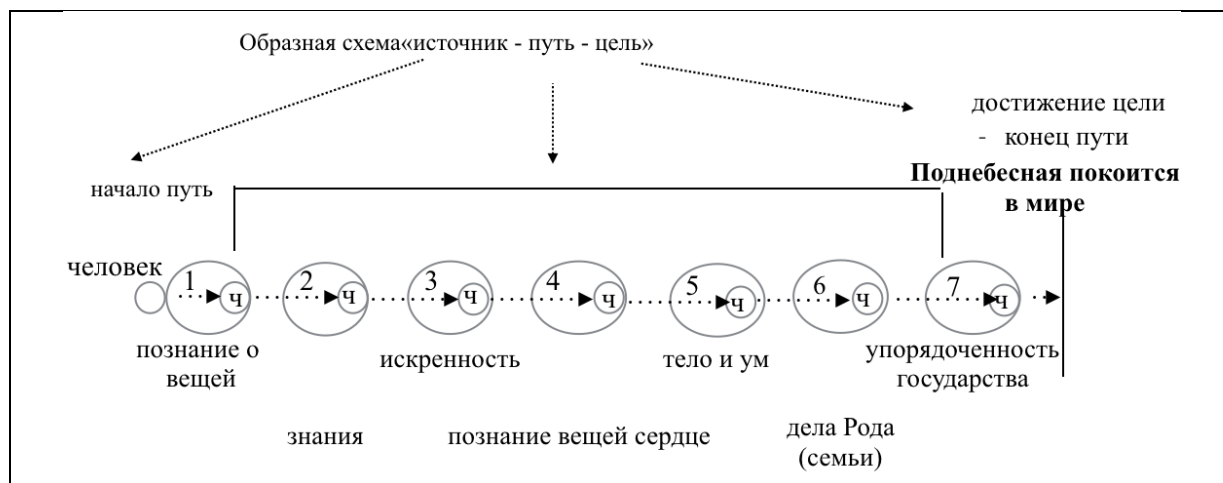 Образная схема«источник - путь - цель»
достижение цели
- конец пути
Поднебесная покоится
в мире
начало путь
человек
1 ч 2 ч 3 ч 4 ч 5 ч 6 ч 7 ч
познание о
вещей
искренность
тело и ум
упорядоченность
государства
знания
познание вещей сердце
дела Рода
(семьи)